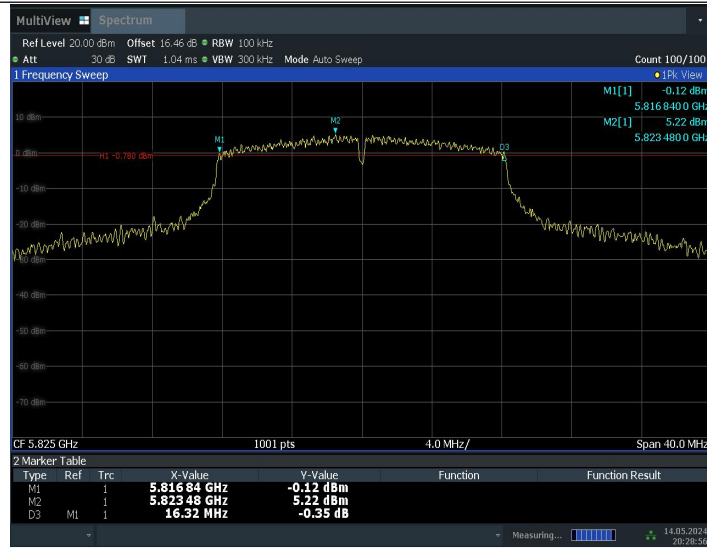 MultiView Spectrum
Ref Level 20.00 dBm Offset 16.46 dB RBW 100 kHz
Att 30 dB SWT 1.04 ms VBW 300 kHz Mode Auto Sweep Count 100/100
1 Frequency Sweep 1Pk View
M1[1] -0.12 dBm
5.816 840 0 GHz
M2[1] 5.22 dBm
5.823 480 0 GHz
10 dBm
M2
M1
D3
0 dBm
H1 -0.780 dBm
-10 dBm
-20 dBm
-30 dBm
-40 dBm
-50 dBm
-60 dBm
-70 dBm
CF 5.825 GHz 1001 pts 4.0 MHz/ Span 40.0 MHz
2 Marker Table
Type Ref Trc X-Value Y-Value Function Function Result
M1 1 5.816 84 GHz -0.12 dBm
M2 1 5.823 48 GHz 5.22 dBm
D3 M1 1 16.32 MHz -0.35 dB
Measuring... 14.05.2024
20:28:56